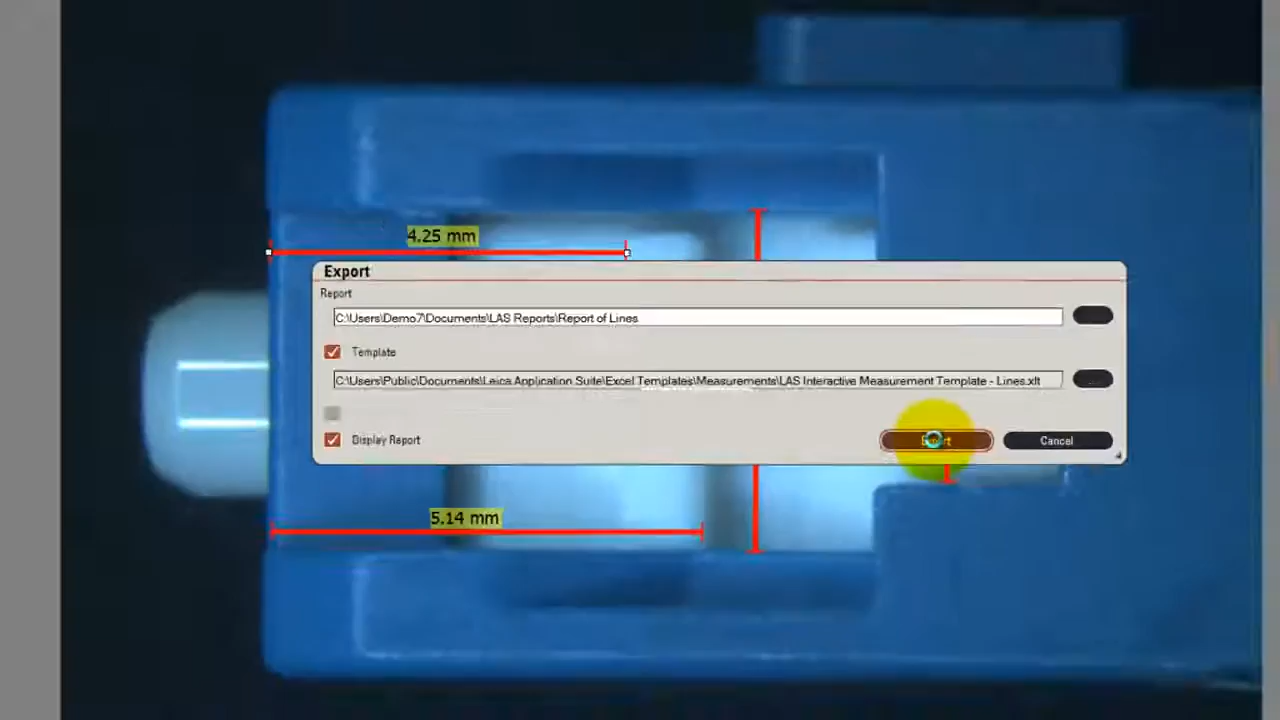 4.25 mm
Export
Report
C:\Users\Demo7\Documents\LAS Reports\Report of Lines
Template
C:\Users\Public\Documents\Leica Application Suite\Excel Templates\Measurements\LAS Interactive Measurement Template - Lines.xlt
Display Report
Export
Cancel
5.14 mm